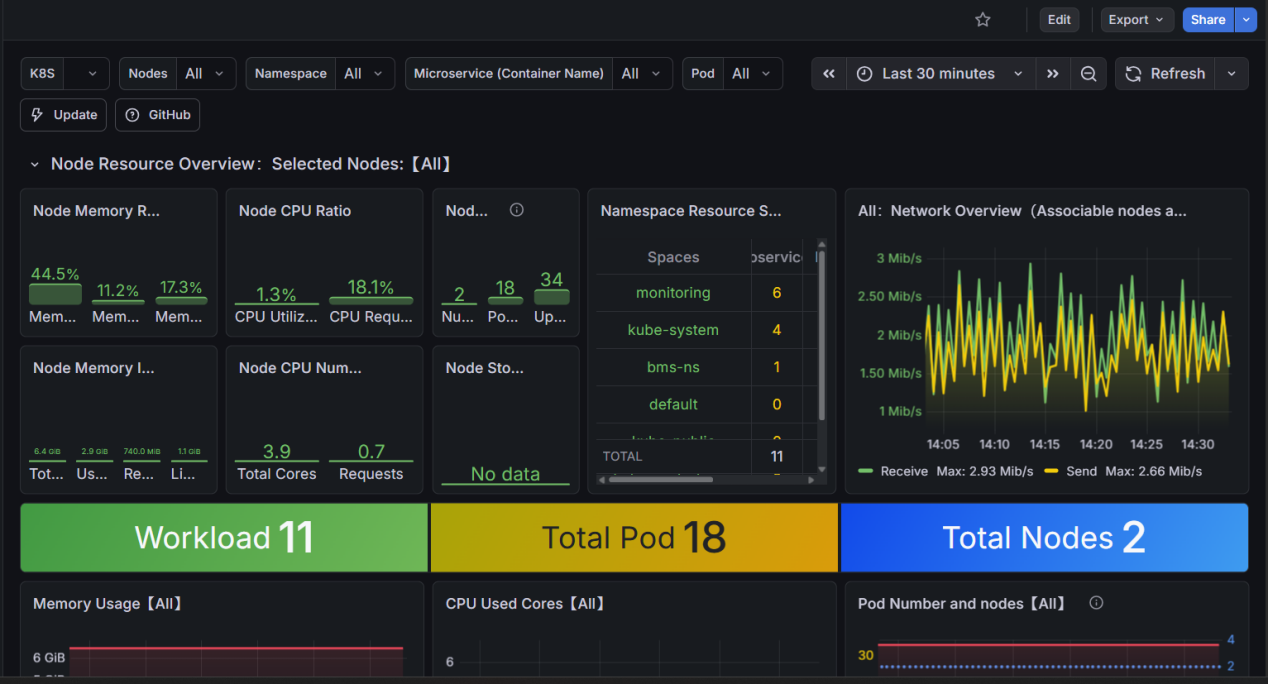 Edit Export Share
K8S Nodes All Namespace All Microservice (Container Name) All Pod All Last 30 minutes Refresh
Update GitHub
Node Resource Overview：Selected Nodes:【All】
Node Memory R...
44.5% 11.2% 17.3%
Mem... Mem... Mem...
Node CPU Ratio
1.3% 18.1%
CPU Utiliz... CPU Requ...
Nod...
2 18 34
Nu... Po... Up...
Namespace Resource S...
Spaces oservice
monitoring 6
kube-system 4
bms-ns 1
default 0
kube-public 0
TOTAL 11
All：Network Overview（Associable nodes a...
3 Mib/s
2.50 Mib/s
2 Mib/s
1.50 Mib/s
1 Mib/s
14:05 14:10 14:15 14:20 14:25 14:30
Receive Max: 2.93 Mib/s Send Max: 2.66 Mib/s
Node Memory I...
6.4 GiB 2.9 GiB 740.0 MiB 1.1 GiB
Tot... Us... Re... Li...
Node CPU Num...
3.9 0.7
Total Cores Requests
Node Sto...
No data
Workload 11
Total Pod 18
Total Nodes 2
Memory Usage【All】
6 GiB
CPU Used Cores【All】
6
Pod Number and nodes【All】
30 4
2